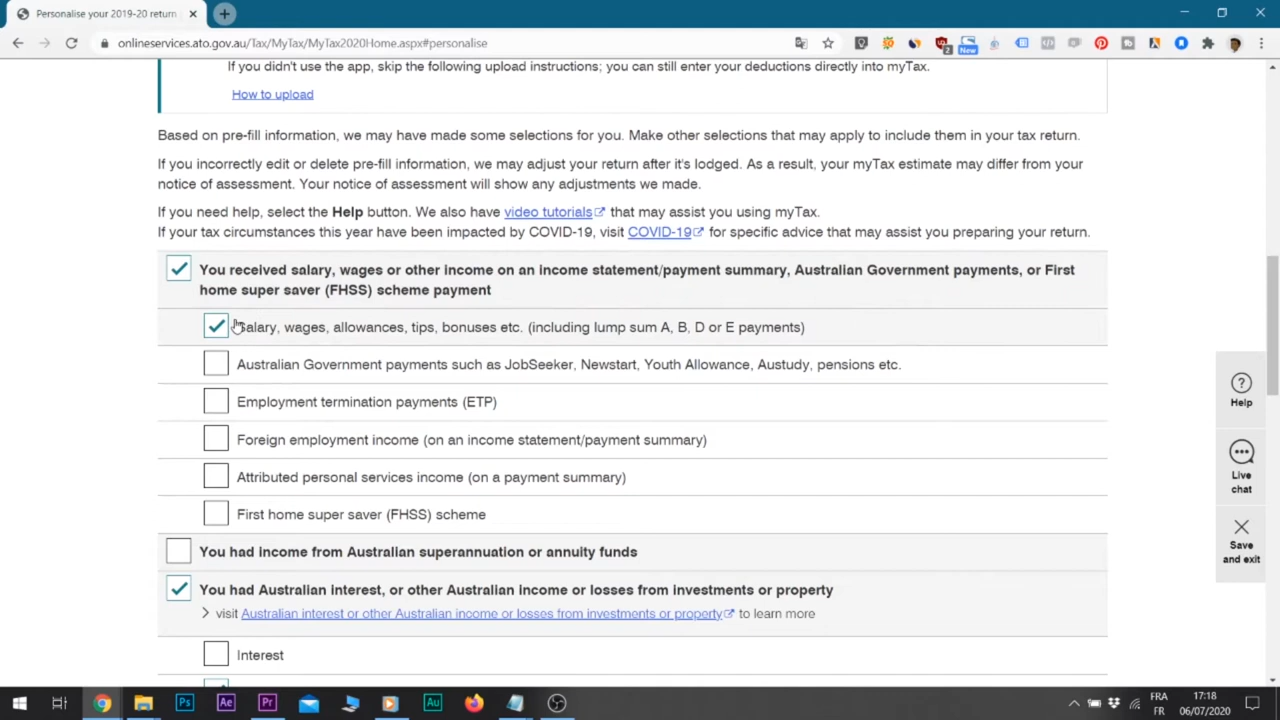 Personalise your 2019-20 return
onlineservices.ato.gov.au/Tax/MyTax/MyTax2020Home.aspx#personalise
2
New
If you didn't use the app, skip the following upload instructions; you can still enter your deductions directly into myTax.
How to upload
Based on pre-fill information, we may have made some selections for you. Make other selections that may apply to include them in your tax return.
If you incorrectly edit or delete pre-fill information, we may adjust your return after it's lodged. As a result, your myTax estimate may differ from your
notice of assessment. Your notice of assessment will show any adjustments we made.
If you need help, select the Help button. We also have video tutorials that may assist you using myTax.
If your tax circumstances this year have been impacted by COVID-19, visit COVID-19 for specific advice that may assist you preparing your return.
You received salary, wages or other income on an income statement/payment summary, Australian Government payments, or First
home super saver (FHSS) scheme payment
Salary, wages, allowances, tips, bonuses etc. (including lump sum A, B, D or E payments)
Australian Government payments such as JobSeeker, Newstart, Youth Allowance, Austudy, pensions etc.
Employment termination payments (ETP)
Foreign employment income (on an income statement/payment summary)
Attributed personal services income (on a payment summary)
First home super saver (FHSS) scheme
You had income from Australian superannuation or annuity funds
You had Australian interest, or other Australian income or losses from investments or property
> visit Australian interest or other Australian income or losses from investments or property to learn more
Interest
Help
Live
chat
Save
and exit
Ps
Ae
Pr
Au
FRA
FR
17:18
06/07/2020